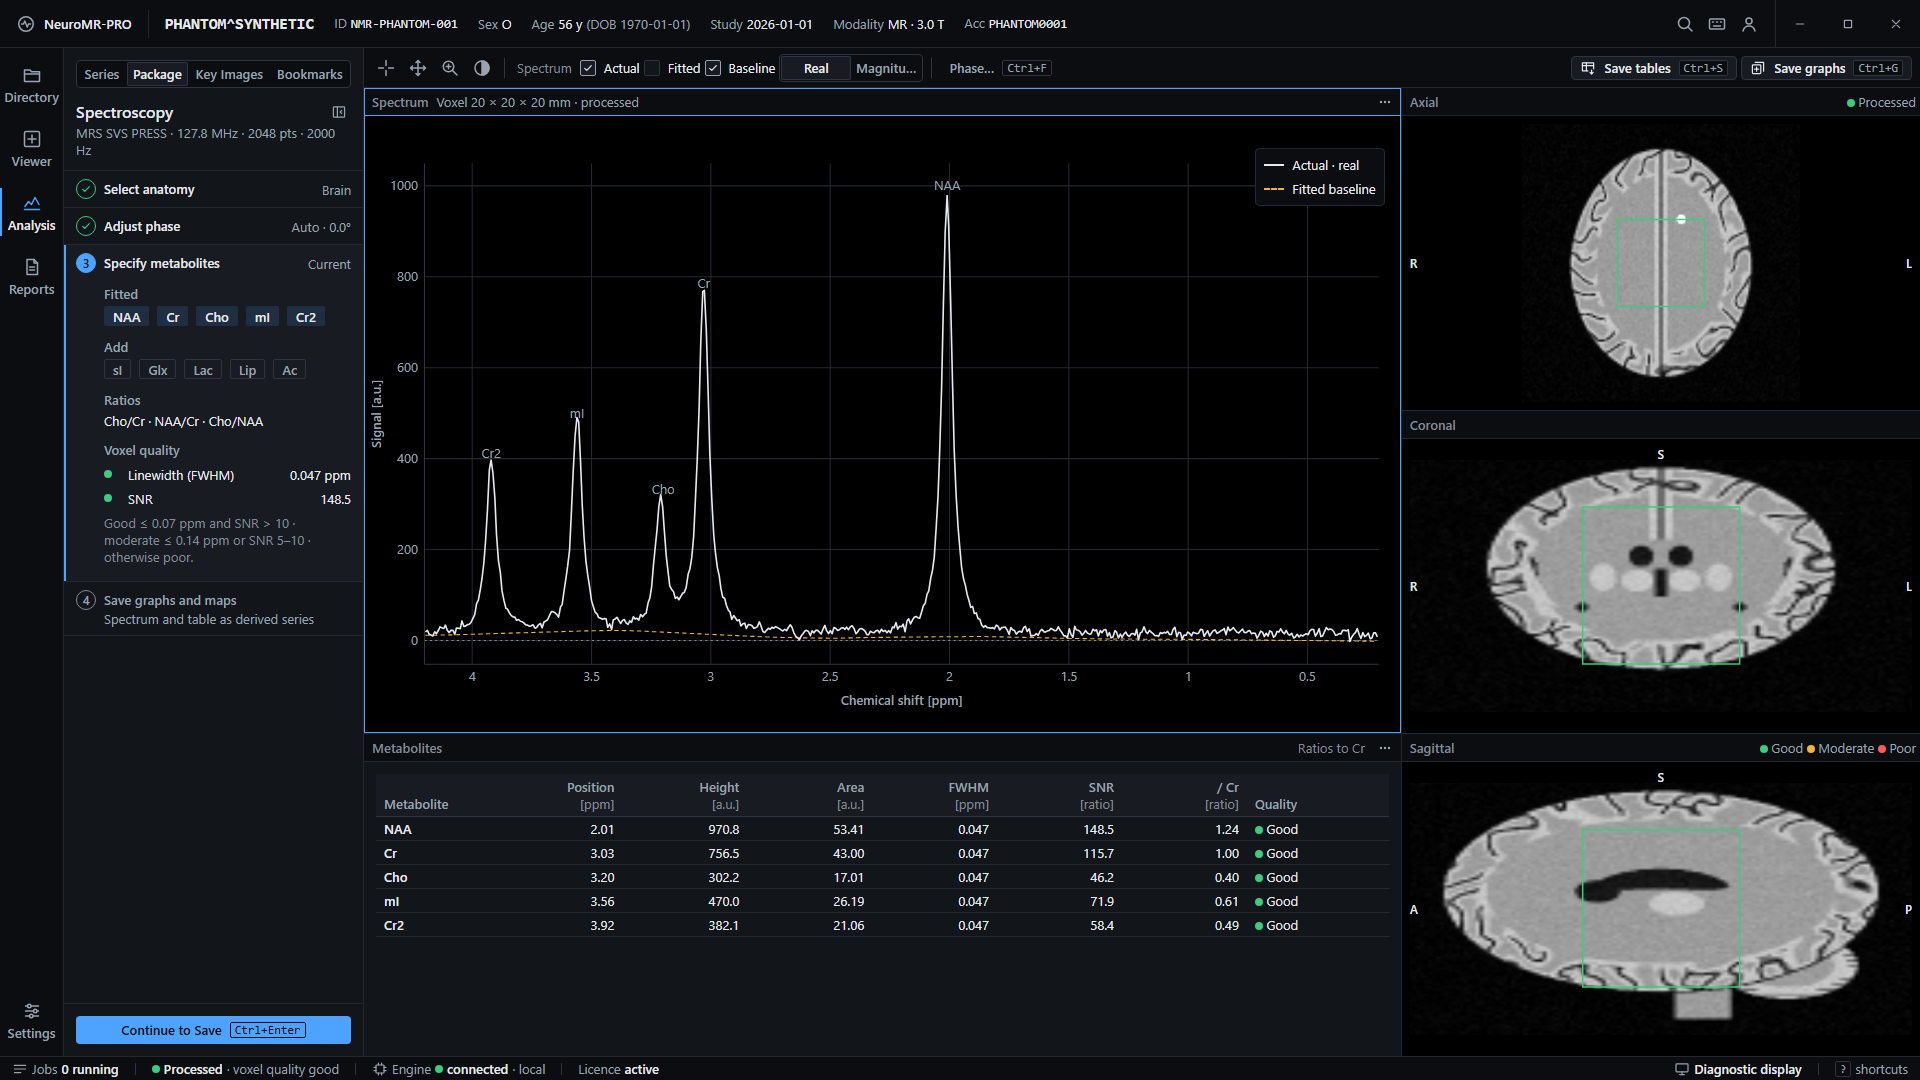 NeuroMR-PRO PHANTOM^SYNTHETIC ID NMR-PHANTOM-001 Sex O Age 56 y (DOB 1970-01-01) Study 2026-01-01 Modality MR · 3.0 T Acc PHANTOM0001
Directory
Viewer
Analysis
Reports
Settings
Series Package Key Images Bookmarks
Spectroscopy
MRS SVS PRESS · 127.8 MHz · 2048 pts · 2000
Hz
Select anatomy Brain
Adjust phase Auto · 0.0°
3 Specify metabolites Current
Fitted
NAA Cr Cho mI Cr2
Add
sI Glx Lac Lip Ac
Ratios
Cho/Cr · NAA/Cr · Cho/NAA
Voxel quality
Linewidth (FWHM) 0.047 ppm
SNR 148.5
Good ≤ 0.07 ppm and SNR > 10 ·
moderate ≤ 0.14 ppm or SNR 5–10 ·
otherwise poor.
4 Save graphs and maps
Spectrum and table as derived series
Continue to Save Ctrl+Enter
Spectrum Actual Fitted Baseline Real Magnitu... Phase... Ctrl+F Save tables Ctrl+S Save graphs Ctrl+G
Spectrum Voxel 20 × 20 × 20 mm · processed
Actual · real
Fitted baseline
1000
800
600
400
200
0
Signal [a.u.]
Cr2
mI
Cho
Cr
NAA
4 3.5 3 2.5 2 1.5 1 0.5
Chemical shift [ppm]
Metabolites Ratios to Cr
Metabolite Position [ppm] Height [a.u.] Area [a.u.] FWHM [ppm] SNR [ratio] / Cr [ratio] Quality
NAA 2.01 970.8 53.41 0.047 148.5 1.24 Good
Cr 3.03 756.5 43.00 0.047 115.7 1.00 Good
Cho 3.20 302.2 17.01 0.047 46.2 0.40 Good
mI 3.56 470.0 26.19 0.047 71.9 0.61 Good
Cr2 3.92 382.1 21.06 0.047 58.4 0.49 Good
Axial Processed
R L
Coronal
S
R L
Sagittal Good Moderate Poor
S
A P
Jobs 0 running Processed · voxel quality good Engine connected · local Licence active Diagnostic display ? shortcuts